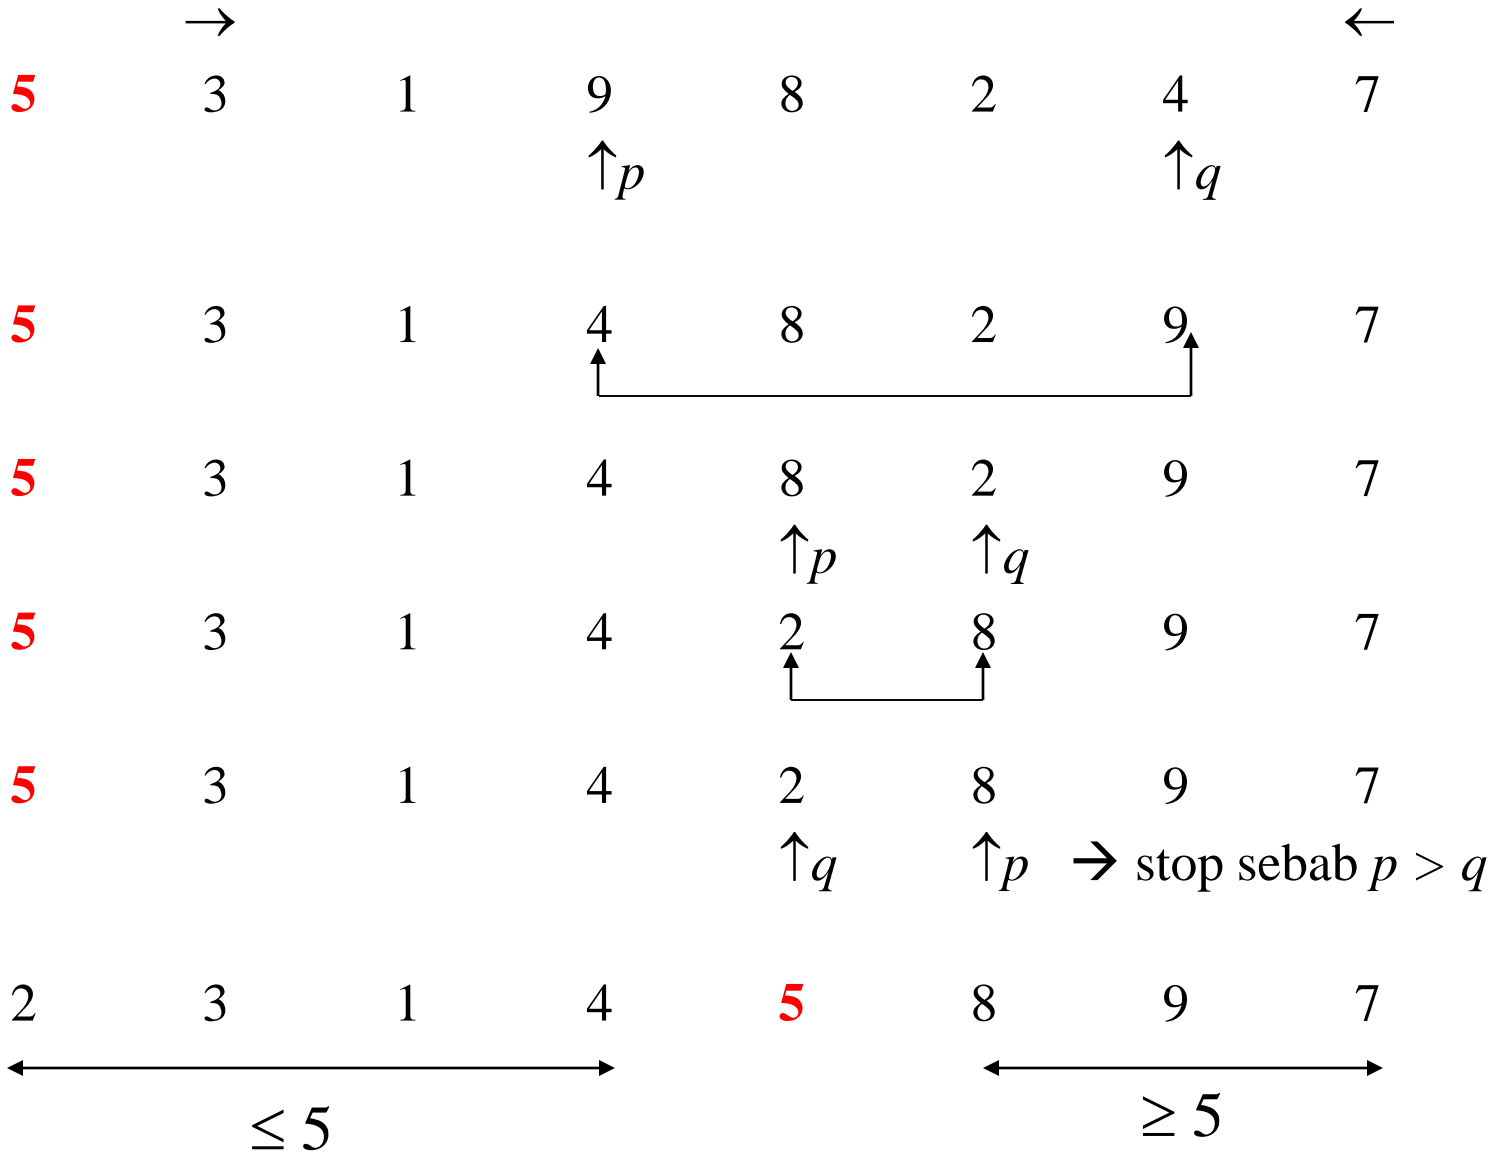 → ←
5 3 1 9 8 2 4 7
↑p ↑q
5 3 1 4 8 2 9 7
5 3 1 4 8 2 9 7
↑p ↑q
5 3 1 4 2 8 9 7
5 3 1 4 2 8 9 7
↑q ↑p → stop sebab p > q
2 3 1 4 5 8 9 7
≤ 5 ≥ 5